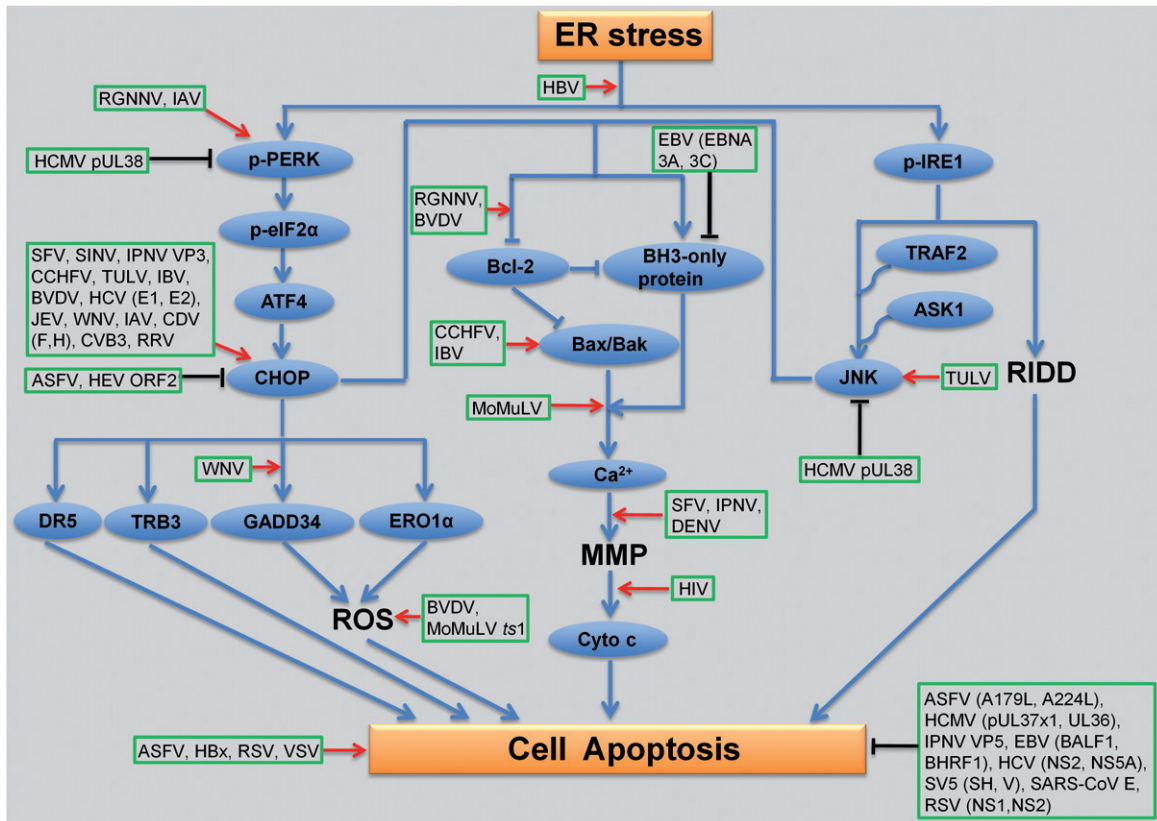 ER stress
HBV
RGNNV, IAV
HCMV pUL38
p-PERK
EBV (EBNA
3A, 3C)
p-IRE1
RGNNV,
BVDV
p-eIF2α
SFV, SINV, IPNV VP3,
CCHFV, TULV, IBV,
BVDV, HCV (E1, E2),
JEV, WNV, IAV, CDV
(F,H), CVB3, RRV
Bcl-2
BH3-only
protein
TRAF2
ATF4
ASK1
CCHFV,
IBV
Bax/Bak
ASFV, HEV ORF2
CHOP
JNK
TULV
RIDD
MoMuLV
WNV
HCMV pUL38
Ca²⁺
DR5
TRB3
GADD34
ERO1α
SFV, IPNV,
DENV
MMP
HIV
ROS
BVDV,
MoMuLV ts1
Cyto c
ASFV, HBx, RSV, VSV
Cell Apoptosis
ASFV (A179L, A224L),
HCMV (pUL37x1, UL36),
IPNV VP5, EBV (BALF1,
BHRF1), HCV (NS2, NS5A),
SV5 (SH, V), SARS-CoV E,
RSV (NS1,NS2)